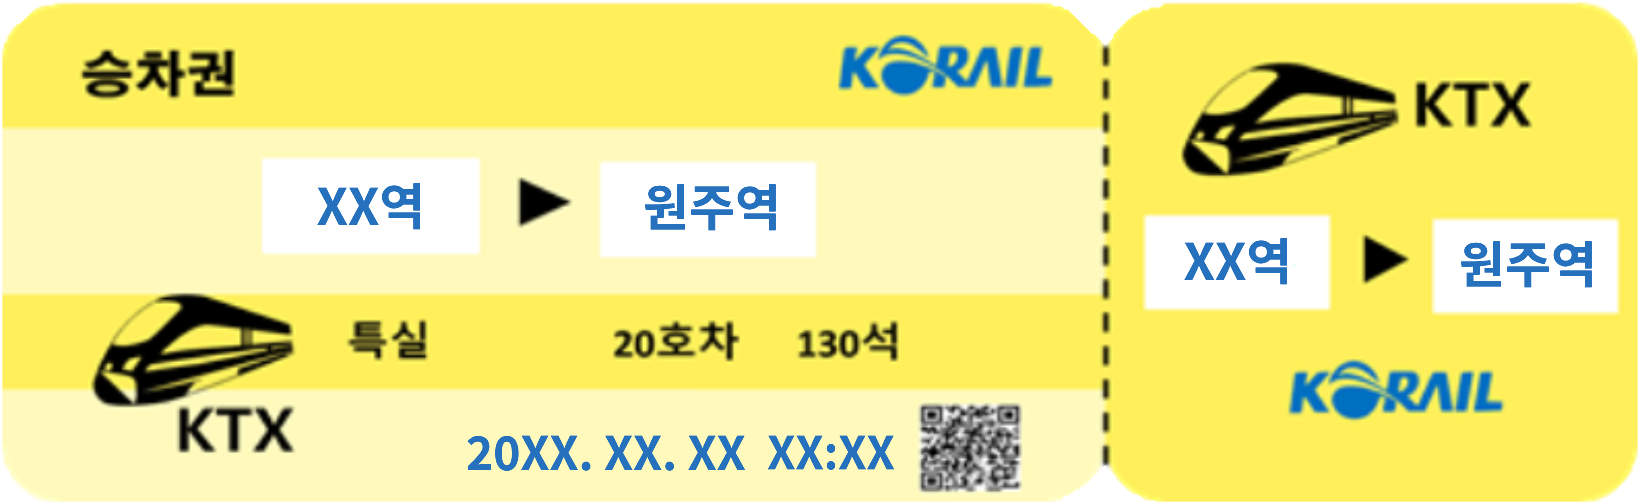 승차권 KORAIL
XX역 ▶ 원주역
특실 20호차 130석
KTX
20XX. XX. XX XX:XX
KTX
XX역 ▶ 원주역
KORAIL